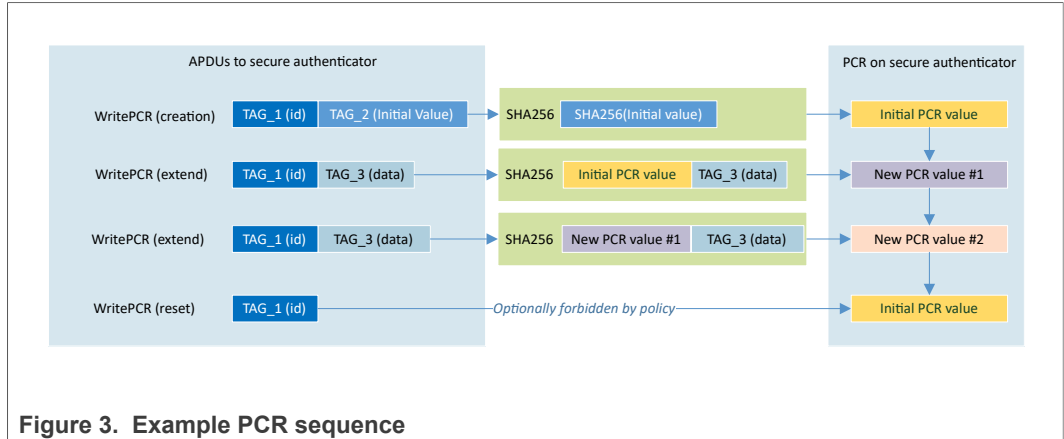 APDUs to secure authenticator
PCR on secure authenticator
WritePCR (creation) TAG_1 (id) TAG_2 (Initial Value) SHA256 SHA256(Initial value) Initial PCR value
WritePCR (extend) TAG_1 (id) TAG_3 (data) SHA256 Initial PCR value TAG_3 (data) New PCR value #1
WritePCR (extend) TAG_1 (id) TAG_3 (data) SHA256 New PCR value #1 TAG_3 (data) New PCR value #2
WritePCR (reset) TAG_1 (id) Optionally forbidden by policy Initial PCR value
Figure 3. Example PCR sequence